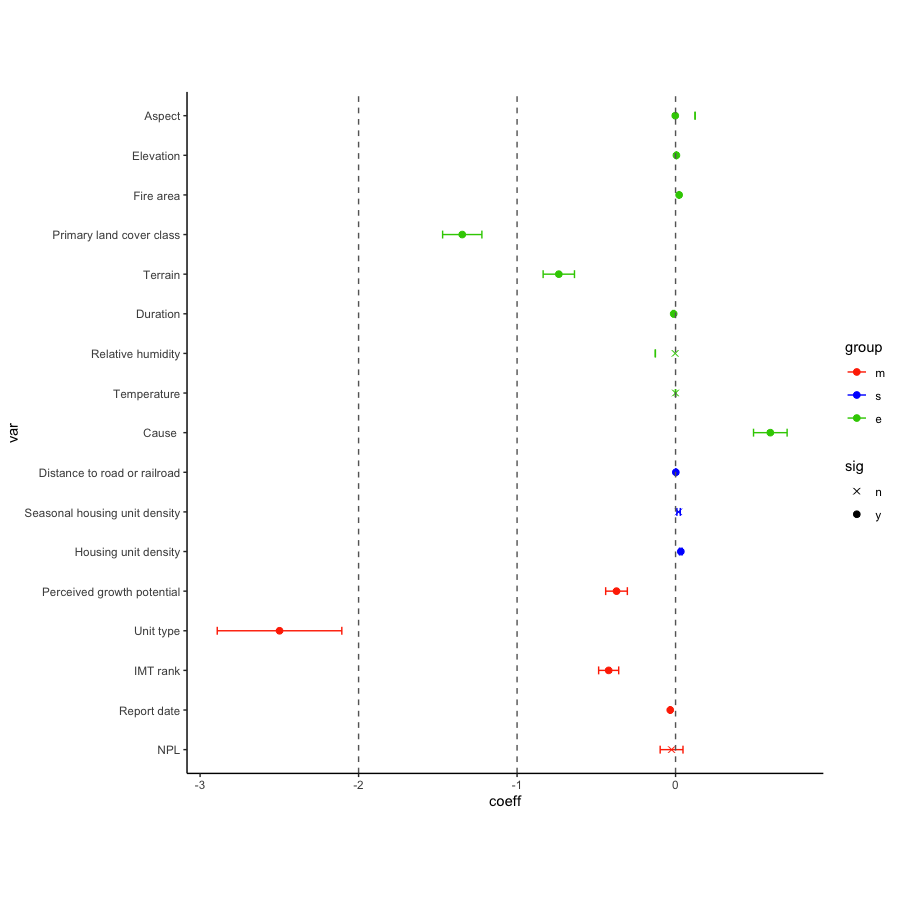 Aspect
Elevation
Fire area
Primary land cover class
Terrain
Duration
Relative humidity
Temperature
Cause
Distance to road or railroad
Seasonal housing unit density
Housing unit density
Perceived growth potential
Unit type
IMT rank
Report date
NPL
var
-3 -2 -1 0
coeff
group
m
s
e
sig
n
y